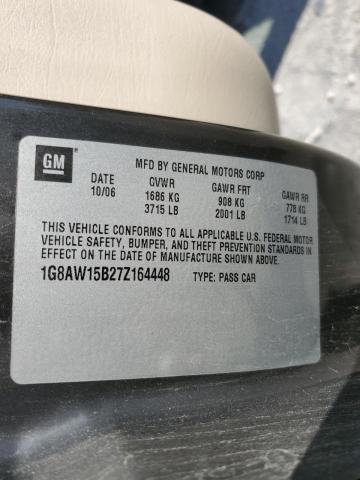 GM
MFD BY GENERAL MOTORS CORP
DATE GVWR GAWR FRT GAWR RR
10/06 1686 KG 908 KG 778 KG
3715 LB 2001 LB 1714 LB
THIS VEHICLE CONFORMS TO ALL APPLICABLE U.S. FEDERAL MOTOR
VEHICLE SAFETY, BUMPER, AND THEFT PREVENTION STANDARDS IN
EFFECT ON THE DATE OF MANUFACTURE SHOWN ABOVE.
1G8AW15B27Z164448 TYPE: PASS CAR